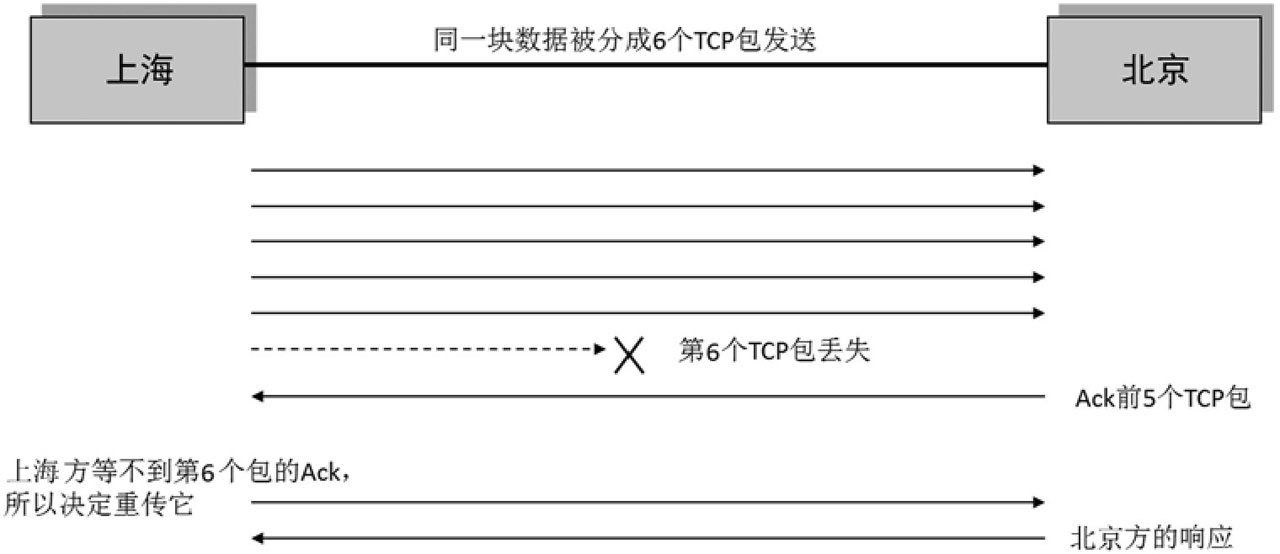 同一块数据被分成6个TCP包发送
上海
北京
第6个TCP包丢失
Ack前5个TCP包
上海方等不到第6个包的Ack，
所以决定重传它
北京方的响应